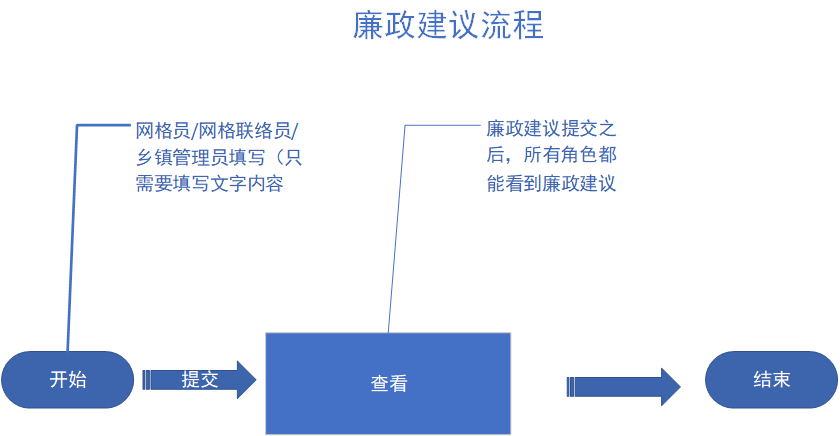 廉政建议流程
网格员/网格联络员/
乡镇管理员填写（只
需要填写文字内容
廉政建议提交之
后，所有角色都
能看到廉政建议
开始
提交
查看
结束